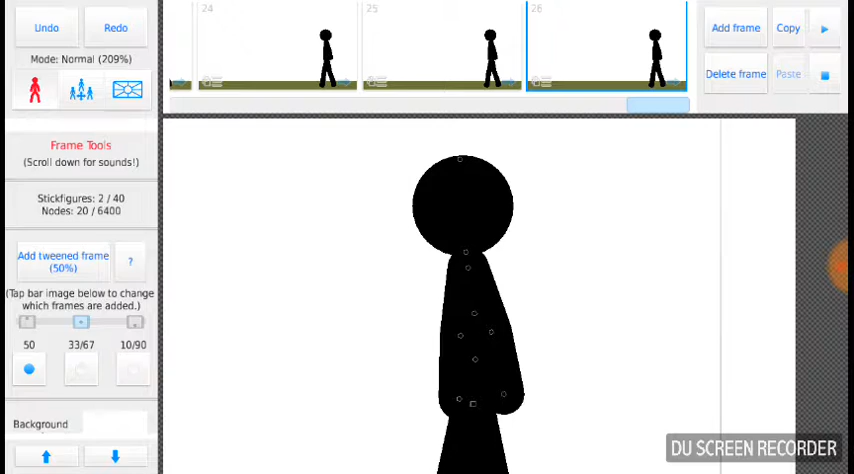 Undo
Redo
Mode: Normal (209%)
24
25
26
Add frame
Copy
Delete frame
Paste
Frame Tools
(Scroll down for sounds!)
Stickfigures: 2 / 40
Nodes: 20 / 6400
Add tweened frame
(50%)
?
(Tap bar image below to change
which frames are added.)
50
33/67
10/90
Background
DU SCREEN RECORDER